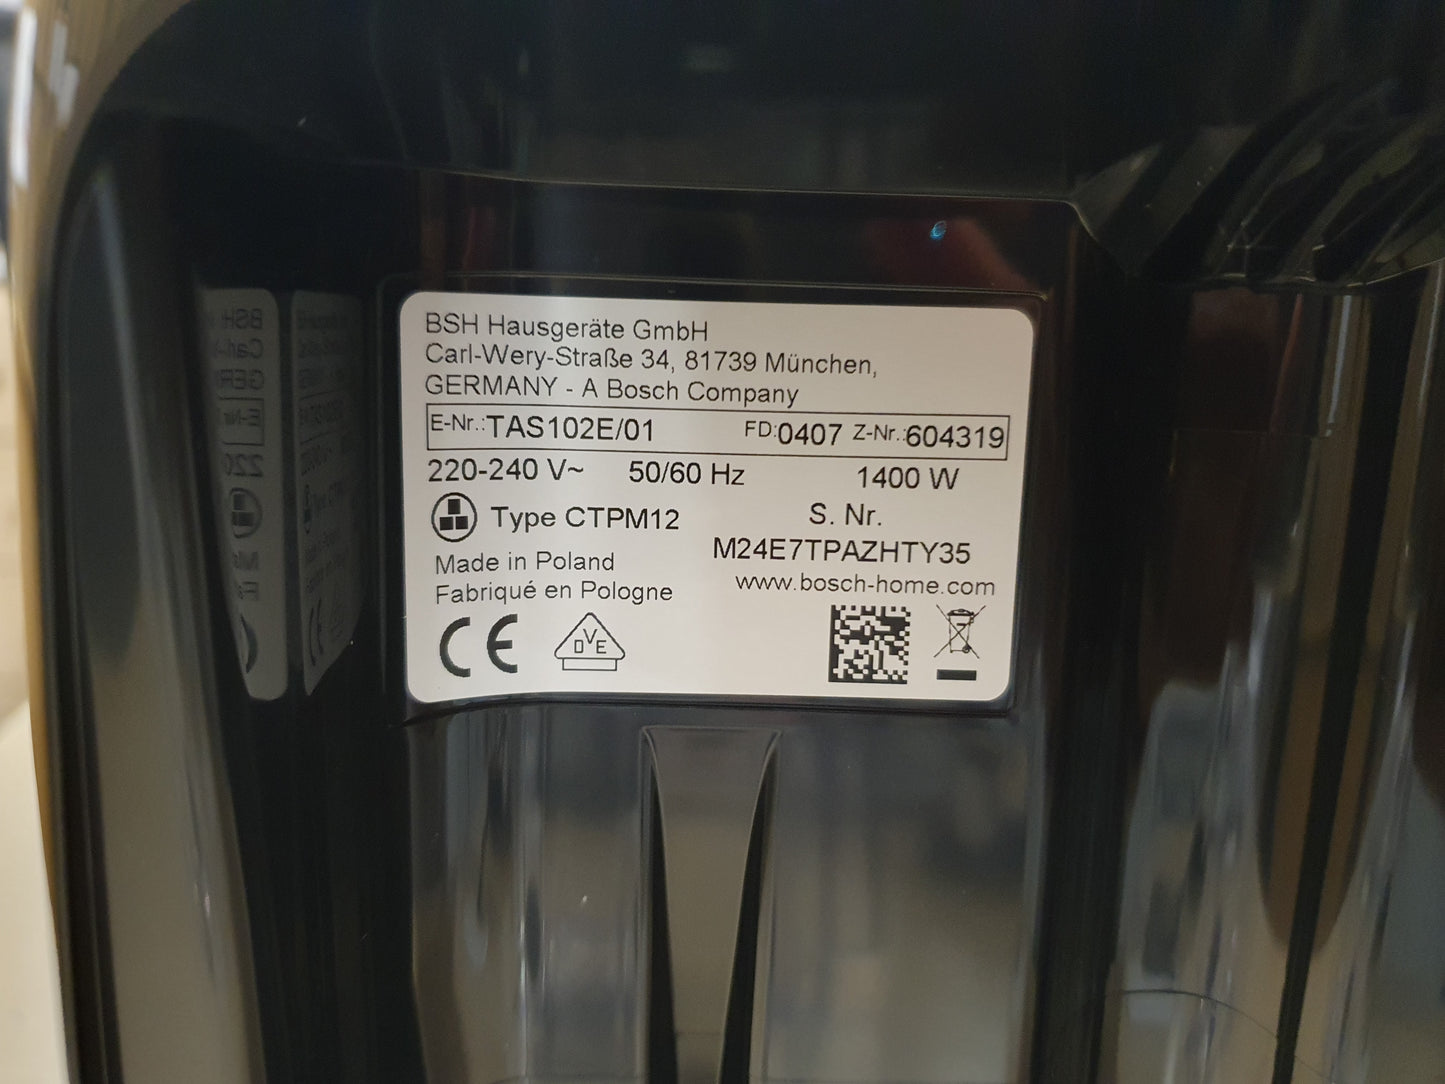 BSH Hausgeräte GmbH
Carl-Wery-Straße 34, 81739 München,
GERMANY - A Bosch Company
E-Nr.:TAS102E/01 FD:0407 Z-Nr.:604319
220-240 V~ 50/60 Hz 1400 W
Type CTPM12 S. Nr.
M24E7TPAZHTY35
Made in Poland
Fabriqué en Pologne
www.bosch-home.com
CE DVE